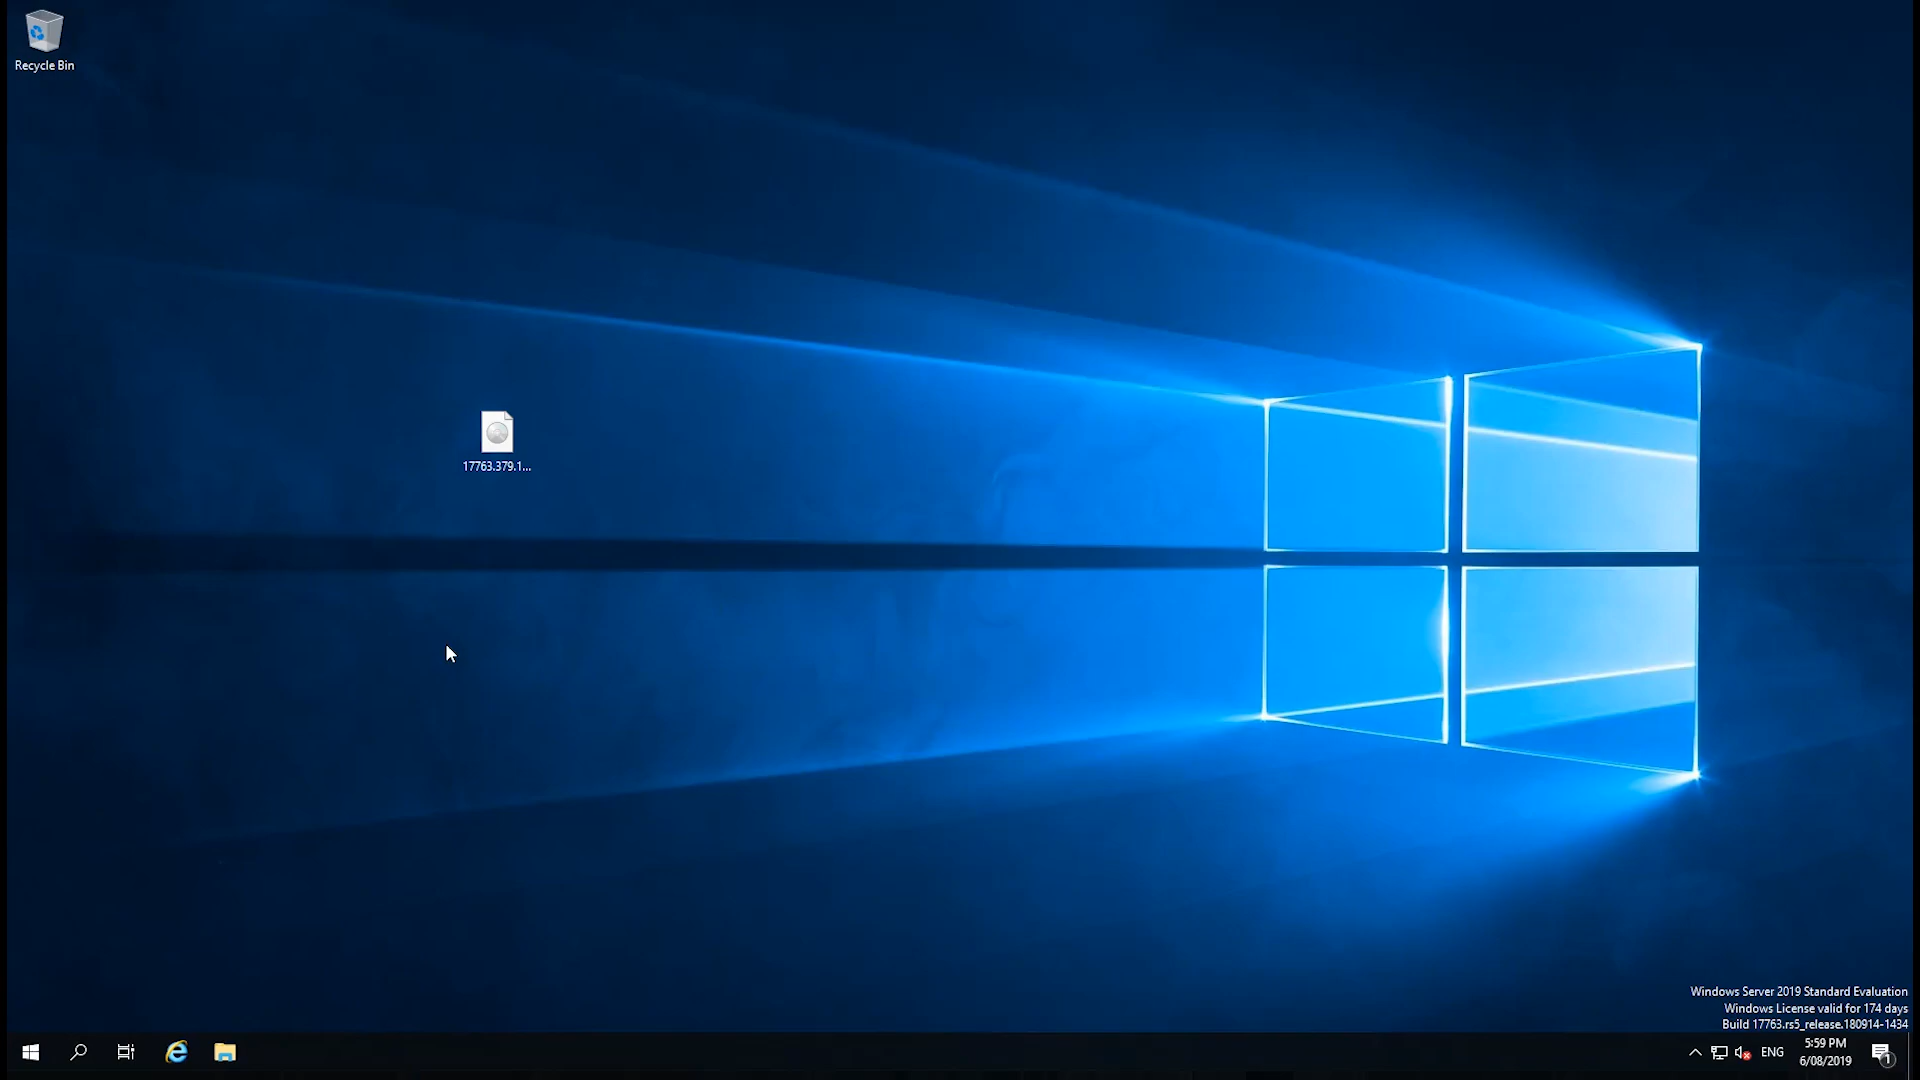 Recycle Bin
17763.379.1...
Windows Server 2019 Standard Evaluation
Windows License valid for 174 days
Build 17763.rs5_release.180914-1434
ENG
5:59 PM
6/08/2019
1